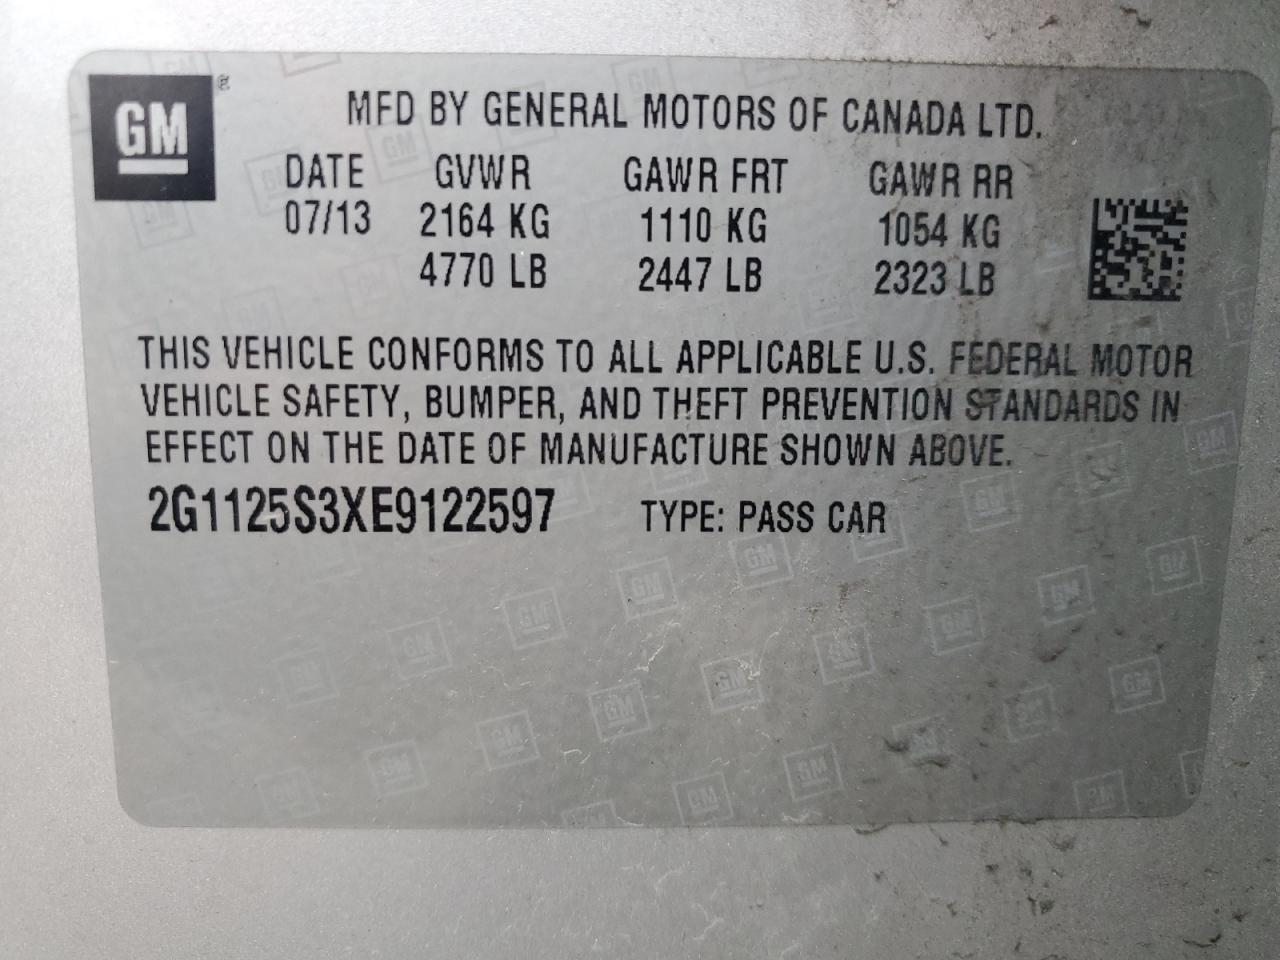 GM ® MFD BY GENERAL MOTORS OF CANADA LTD.
DATE GVWR GAWR FRT GAWR RR
07/13 2164 KG 1110 KG 1054 KG
4770 LB 2447 LB 2323 LB
THIS VEHICLE CONFORMS TO ALL APPLICABLE U.S. FEDERAL MOTOR
VEHICLE SAFETY, BUMPER, AND THEFT PREVENTION STANDARDS IN
EFFECT ON THE DATE OF MANUFACTURE SHOWN ABOVE.
2G1125S3XE9122597 TYPE: PASS CAR